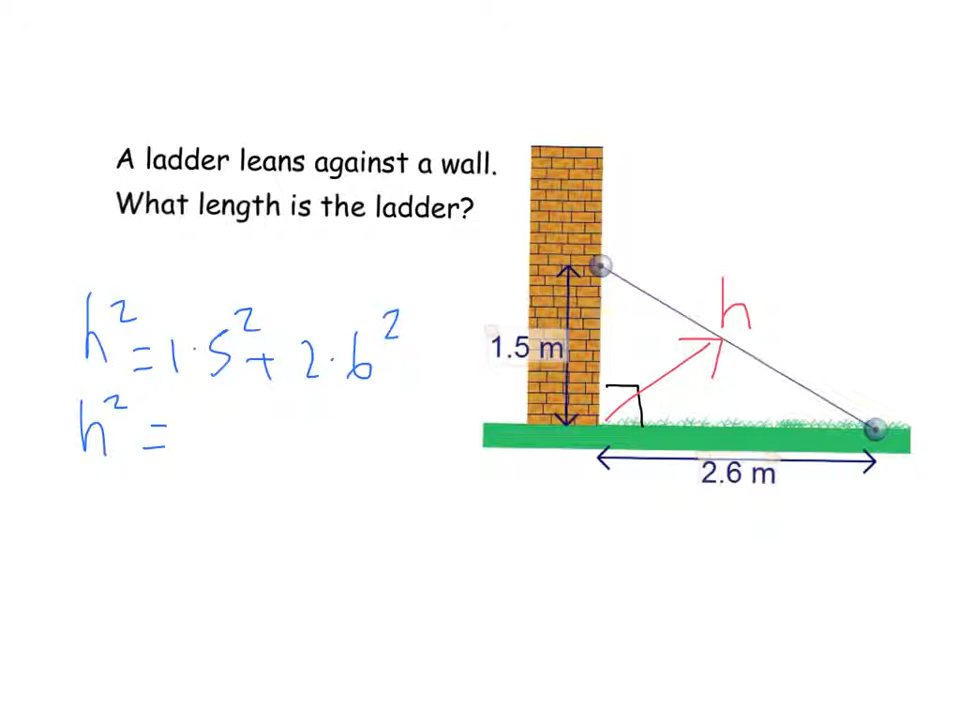 A ladder leans against a wall.
What length is the ladder?
h² = 1.5² + 2.6²
h² =
1.5 m
h
2.6 m